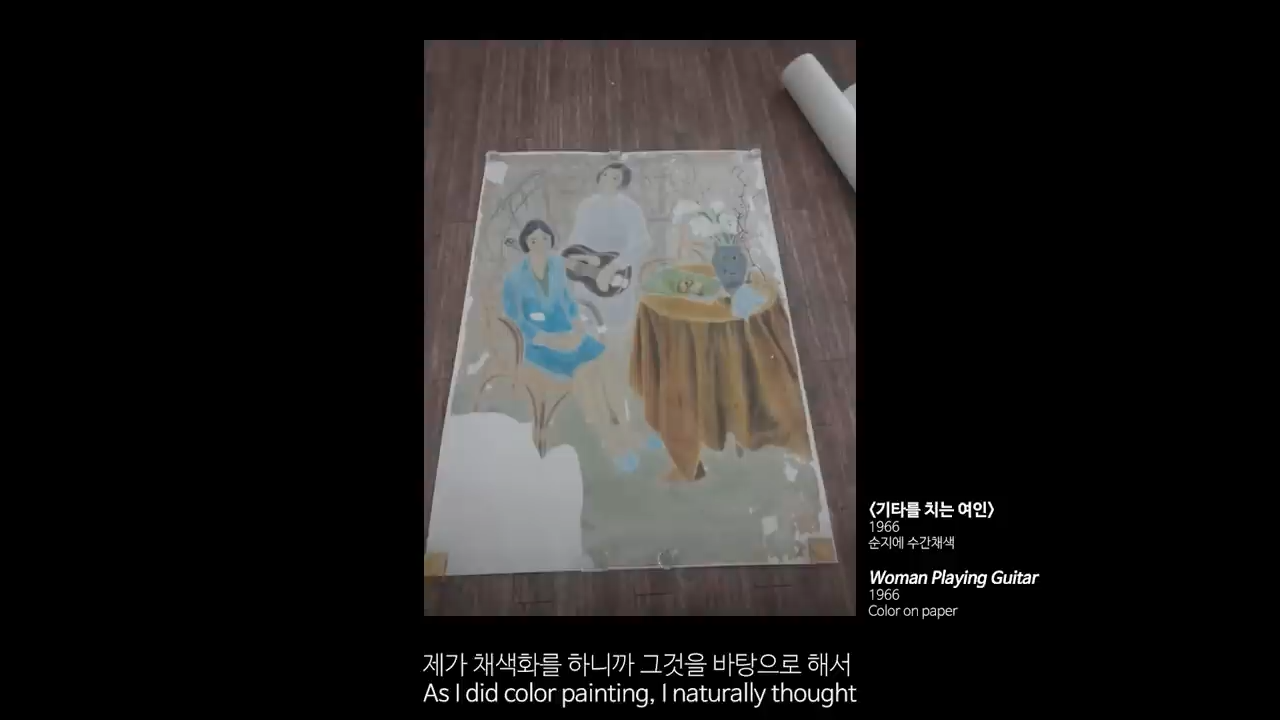 〈기타를 치는 여인〉
1966
순지에 수간채색
Woman Playing Guitar
1966
Color on paper
제가 채색화를 하니까 그것을 바탕으로 해서
As I did color painting, I naturally thought